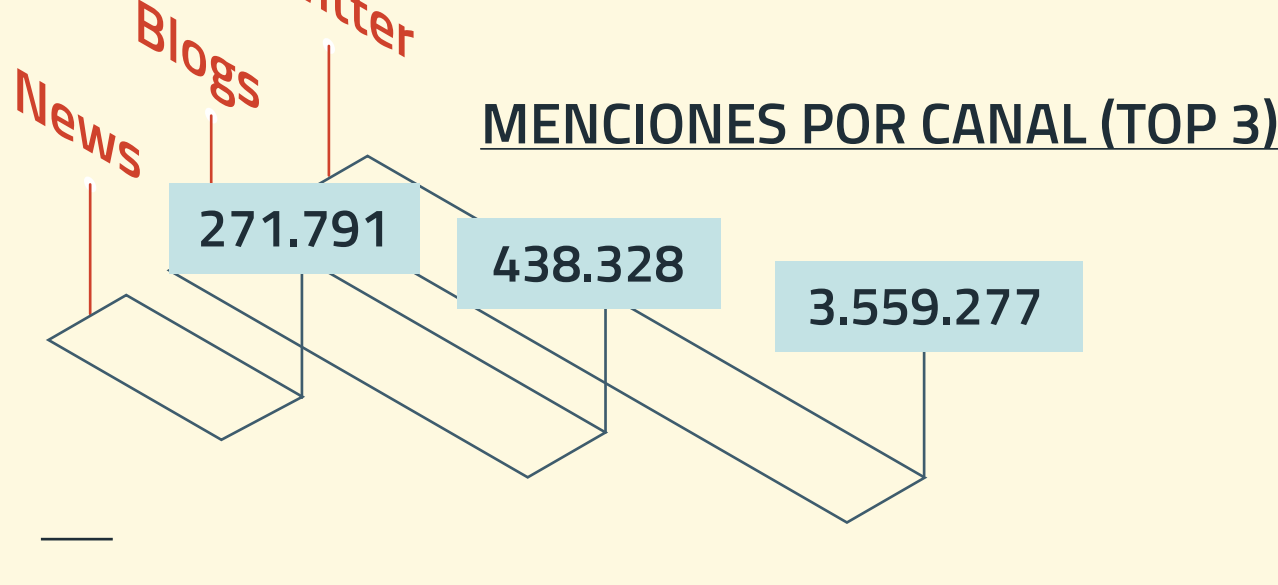 Blogs
News
MENCIONES POR CANAL (TOP 3)
271.791
438.328
3.559.277